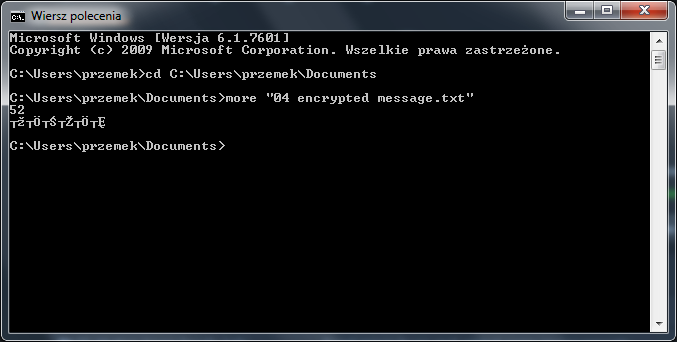 Wiersz polecenia
Microsoft Windows [Wersja 6.1.7601]
Copyright (c) 2009 Microsoft Corporation. Wszelkie prawa zastrzeżone.
C:\Users\przemek>cd C:\Users\przemek\Documents
C:\Users\przemek\Documents>more "04 encrypted message.txt"
52
┬ž┬Ö┬Ś┬Ž┬Ö┬Ę
C:\Users\przemek\Documents>